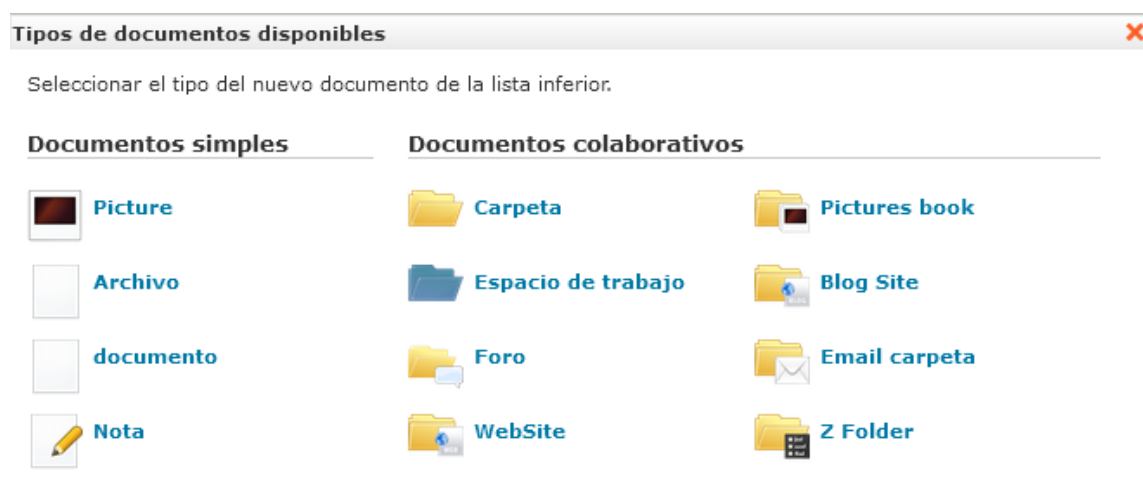 Tipos de documentos disponibles
Seleccionar el tipo del nuevo documento de la lista inferior.
Documentos simples
Documentos colaborativos
Picture
Carpeta
Pictures book
Archivo
Espacio de trabajo
Blog Site
documento
Foro
Email carpeta
Nota
WebSite
Z Folder